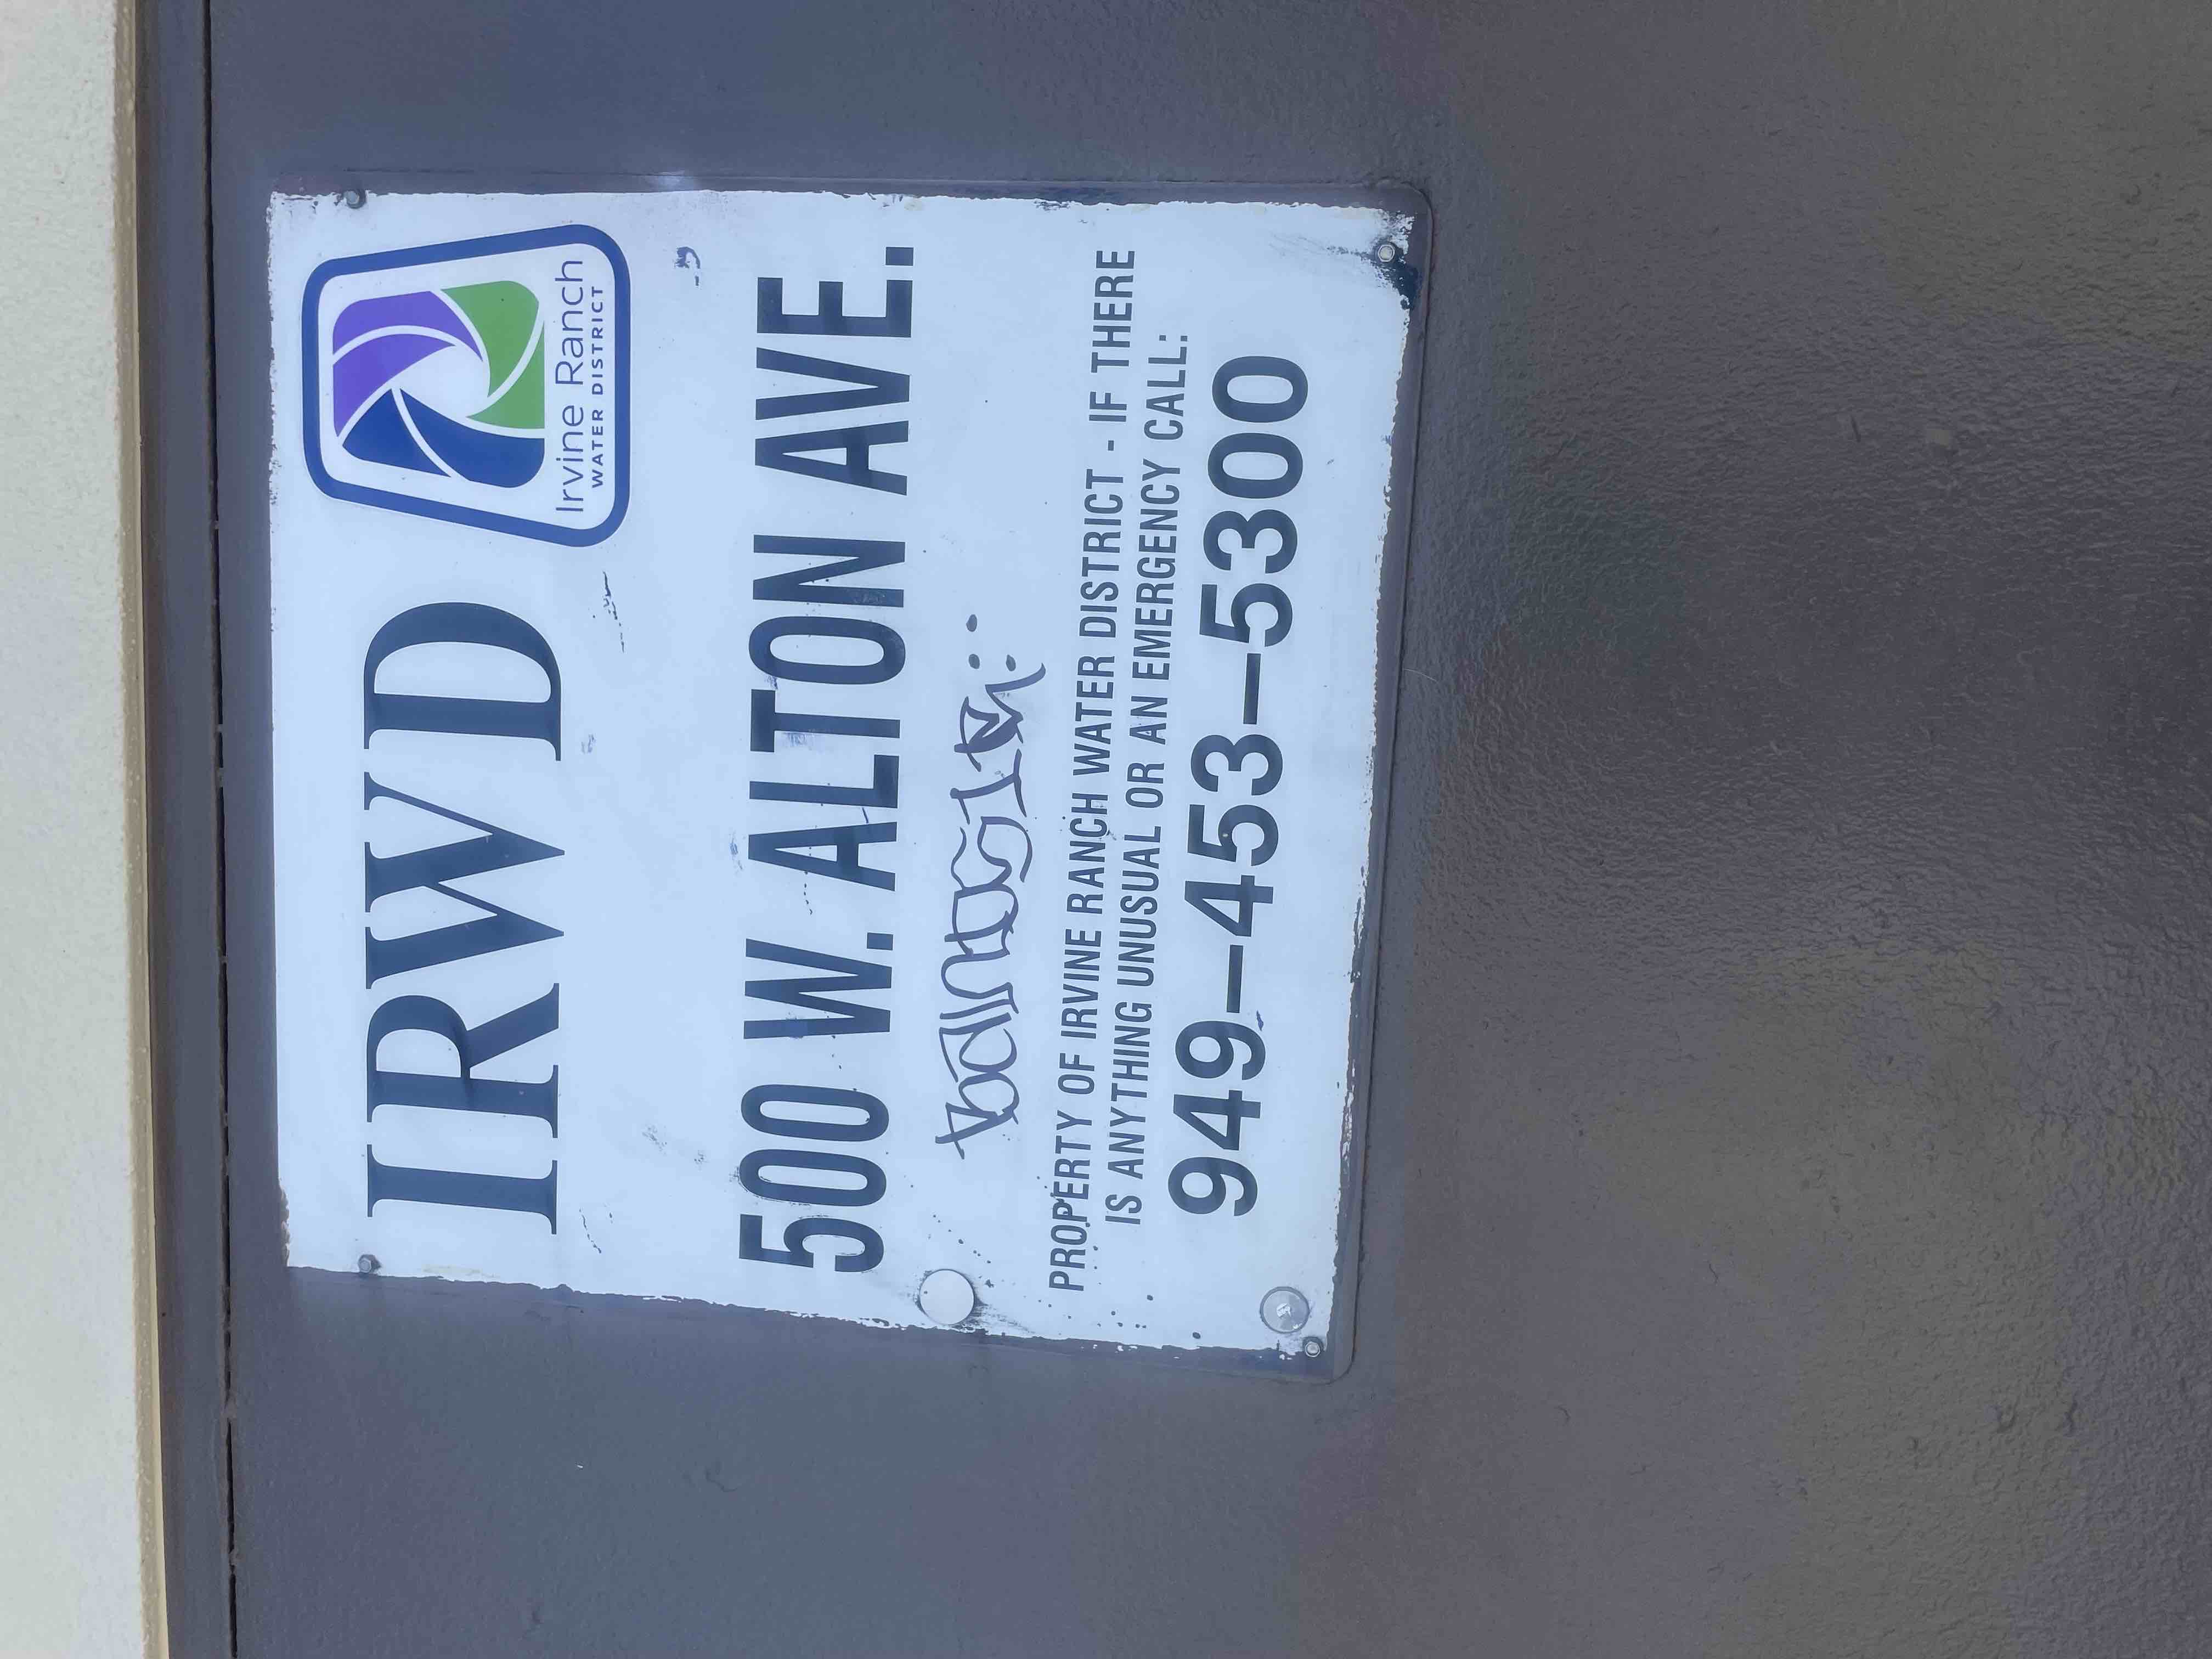 IRWD
Irvine Ranch
WATER DISTRICT
500 W. ALTON AVE.
PROPERTY OF IRVINE RANCH WATER DISTRICT - IF THERE
IS ANYTHING UNUSUAL OR AN EMERGENCY CALL:
949-453-5300